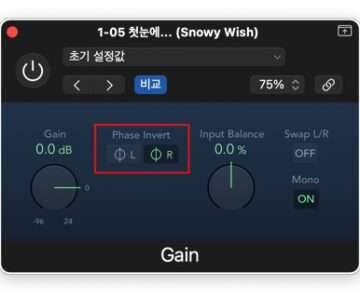 1-05 첫눈에... (Snowy Wish)
초기 설정값
비교
75%
Gain
Phase Invert
Input Balance
Swap L/R
0.0 dB
L
R
0.0 %
OFF
0
Mono
ON
-96
24
Gain